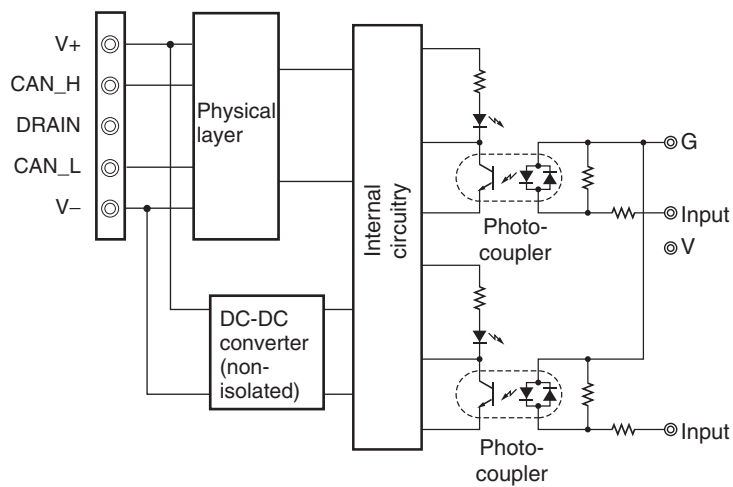 V+
CAN_H
DRAIN
CAN_L
V–
Physical
layer
DC-DC
converter
(non-
isolated)
Internal
circuitry
Photo-
coupler
Photo-
coupler
G
Input
V
Input